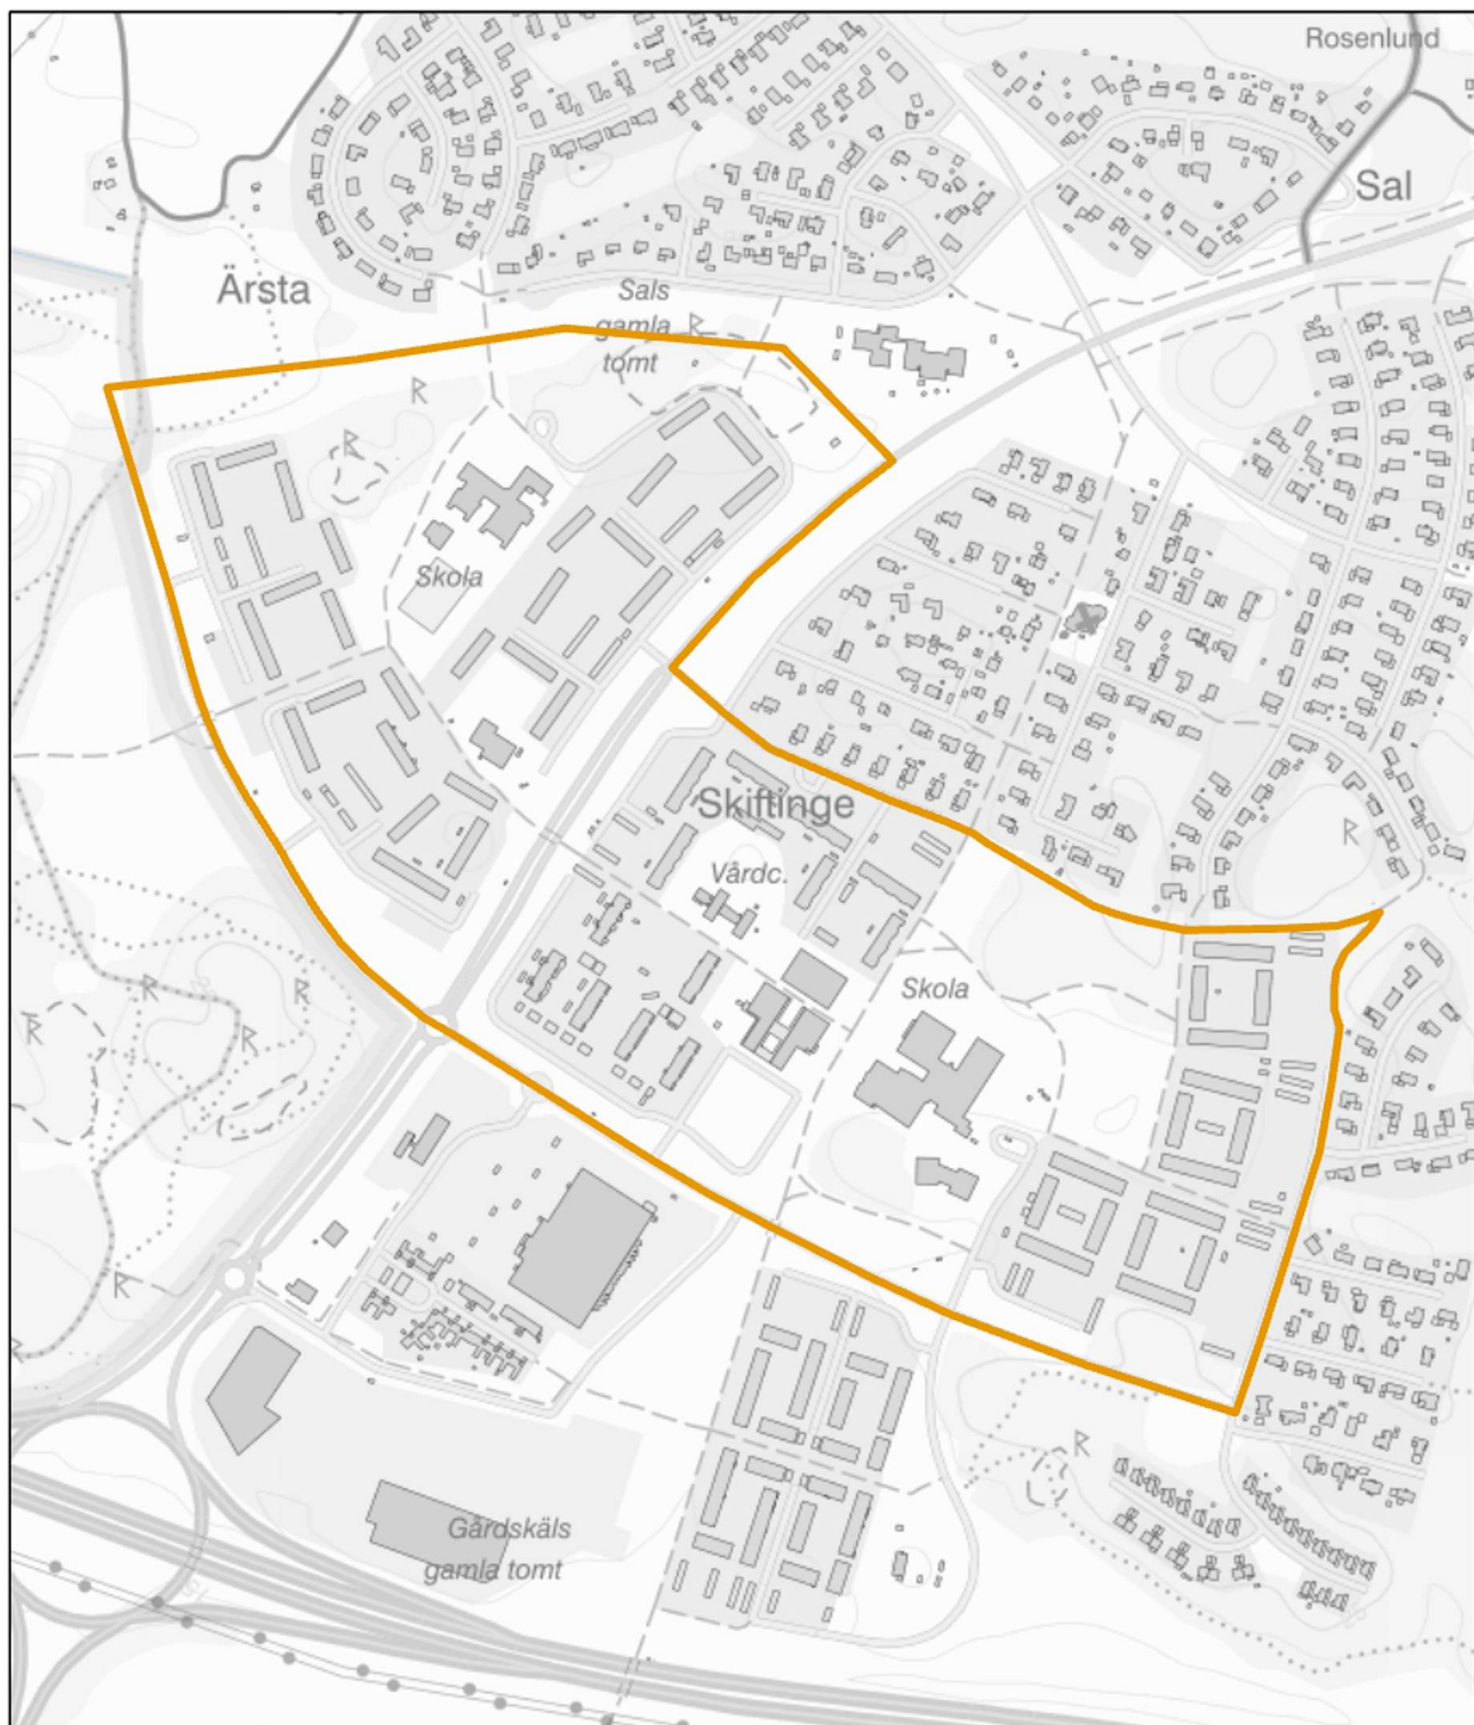 Rosenlund
Sal
Ärsta
Sals
gamla
tomt
Skola
Skiftinge
Vårdc.
Skola
Gårdskäls
gamla tomt